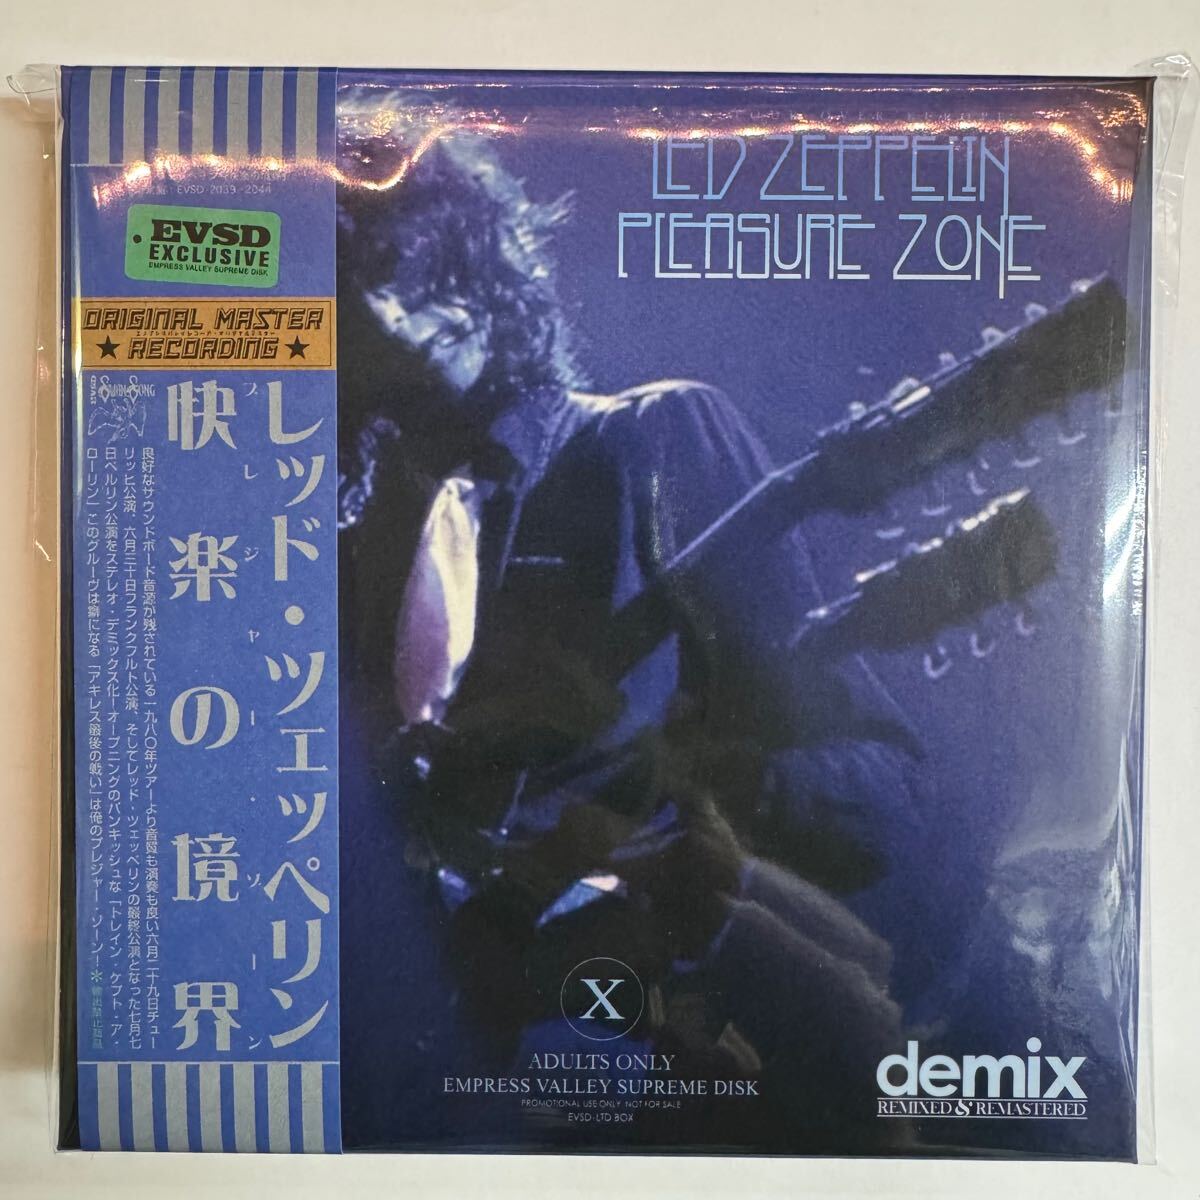 LED ZEPPELIN
PLEASURE ZONE
EVSD-2039-2044
EVSD
EXCLUSIVE
EMPRESS VALLEY SUPREME DISK
ORIGINAL MASTER
★ RECORDING ★
レッド・ツェッペリン
快楽の境界
プレジャー・ゾーン
SWAN SONG
良好なサウンドボード音源が残されている一九八〇年ツアーより音質も演奏も良い六月二十九日チュー
リッヒ公演、六月三十日フランクフルト公演、そしてレッド・ツェッペリンの最終公演となった七月七
日ベルリン公演をステレオ・デミックス化！オープニングのパンキッシュな「トレイン・ケプト・ア・
ローリン」このグルーヴは癖になる「アキレス最後の戦い」は俺のプレジャー・ゾーン！＊輸出禁止商品
X
ADULTS ONLY
EMPRESS VALLEY SUPREME DISK
PROMOTIONAL USE ONLY NOT FOR SALE
EVSD-LTD BOX
demix
REMIXED & REMASTERED